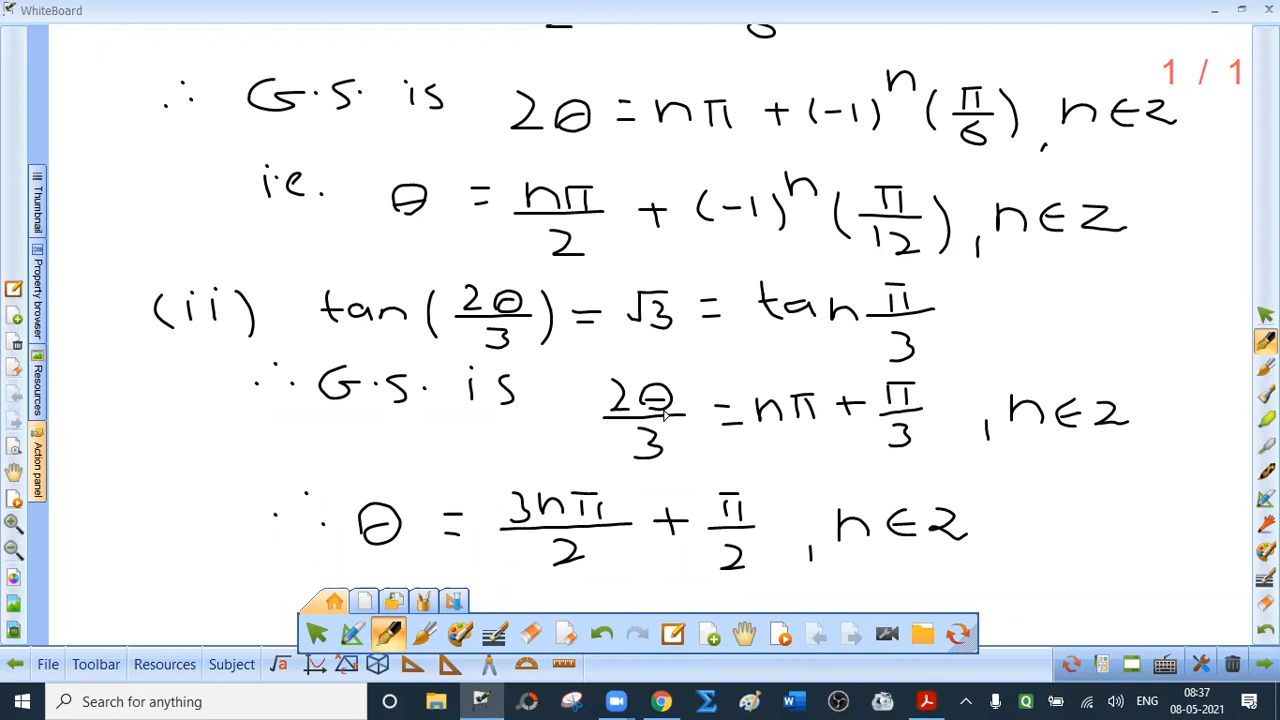 WhiteBoard
1 / 1
∴ G.S. is 2θ = nπ + (-1)ⁿ (π/6), n∈z
i.e. θ = nπ/2 + (-1)ⁿ (π/12), n∈z
(ii) tan(2θ/3) = √3 = tan π/3
∴ G.S. is 2θ/3 = nπ + π/3, n∈z
∴ θ = 3nπ/2 + π/2, n∈z
Thumbnail
Property browser
Resources
Action panel
File Toolbar Resources Subject
Search for anything
ENG
08:37
08-05-2021